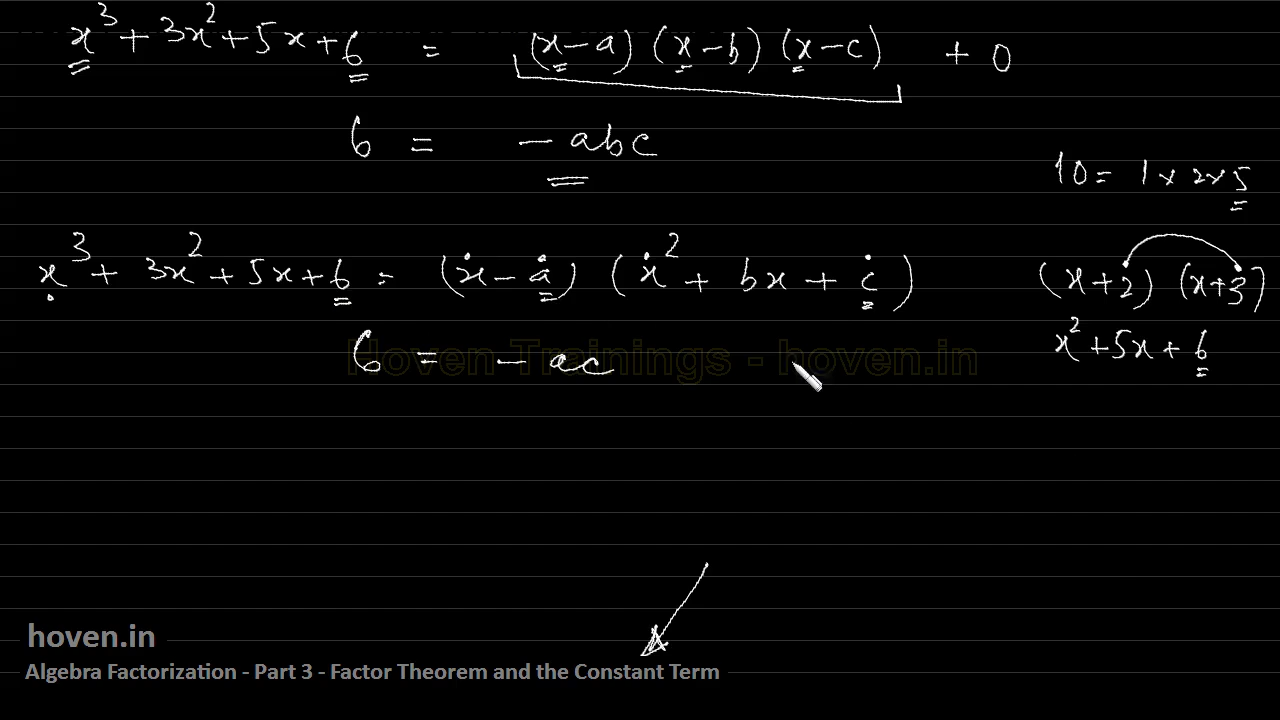 x³ + 3x² + 5x + 6 = (x - a) (x - b) (x - c) + 0
6 = - abc
10 = 1 x 2 x 5
x³ + 3x² + 5x + 6 = (x - a) (x² + bx + c)
(x + 2) (x + 3)
x² + 5x + 6
6 = - ac
Hoven Trainings - hoven.in
hoven.in
Algebra Factorization - Part 3 - Factor Theorem and the Constant Term